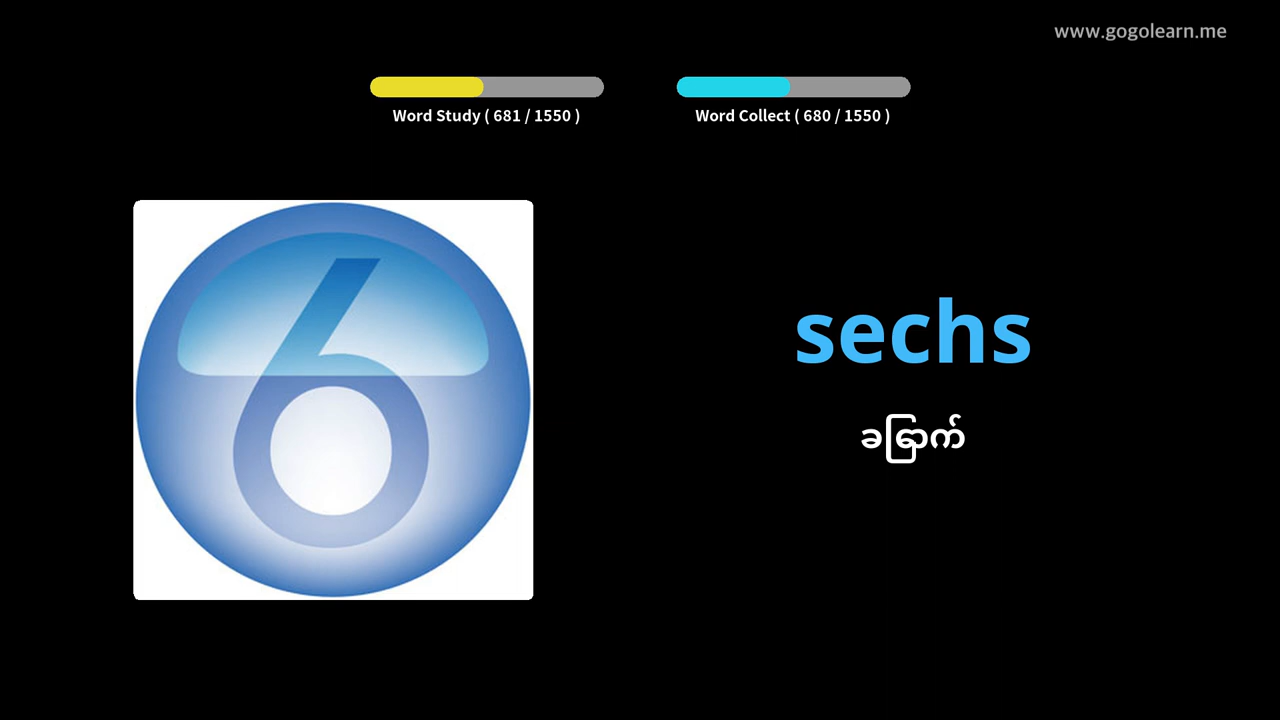 www.gogolearn.me
Word Study ( 681 / 1550 )
Word Collect ( 680 / 1550 )
6
sechs
ခြောက်